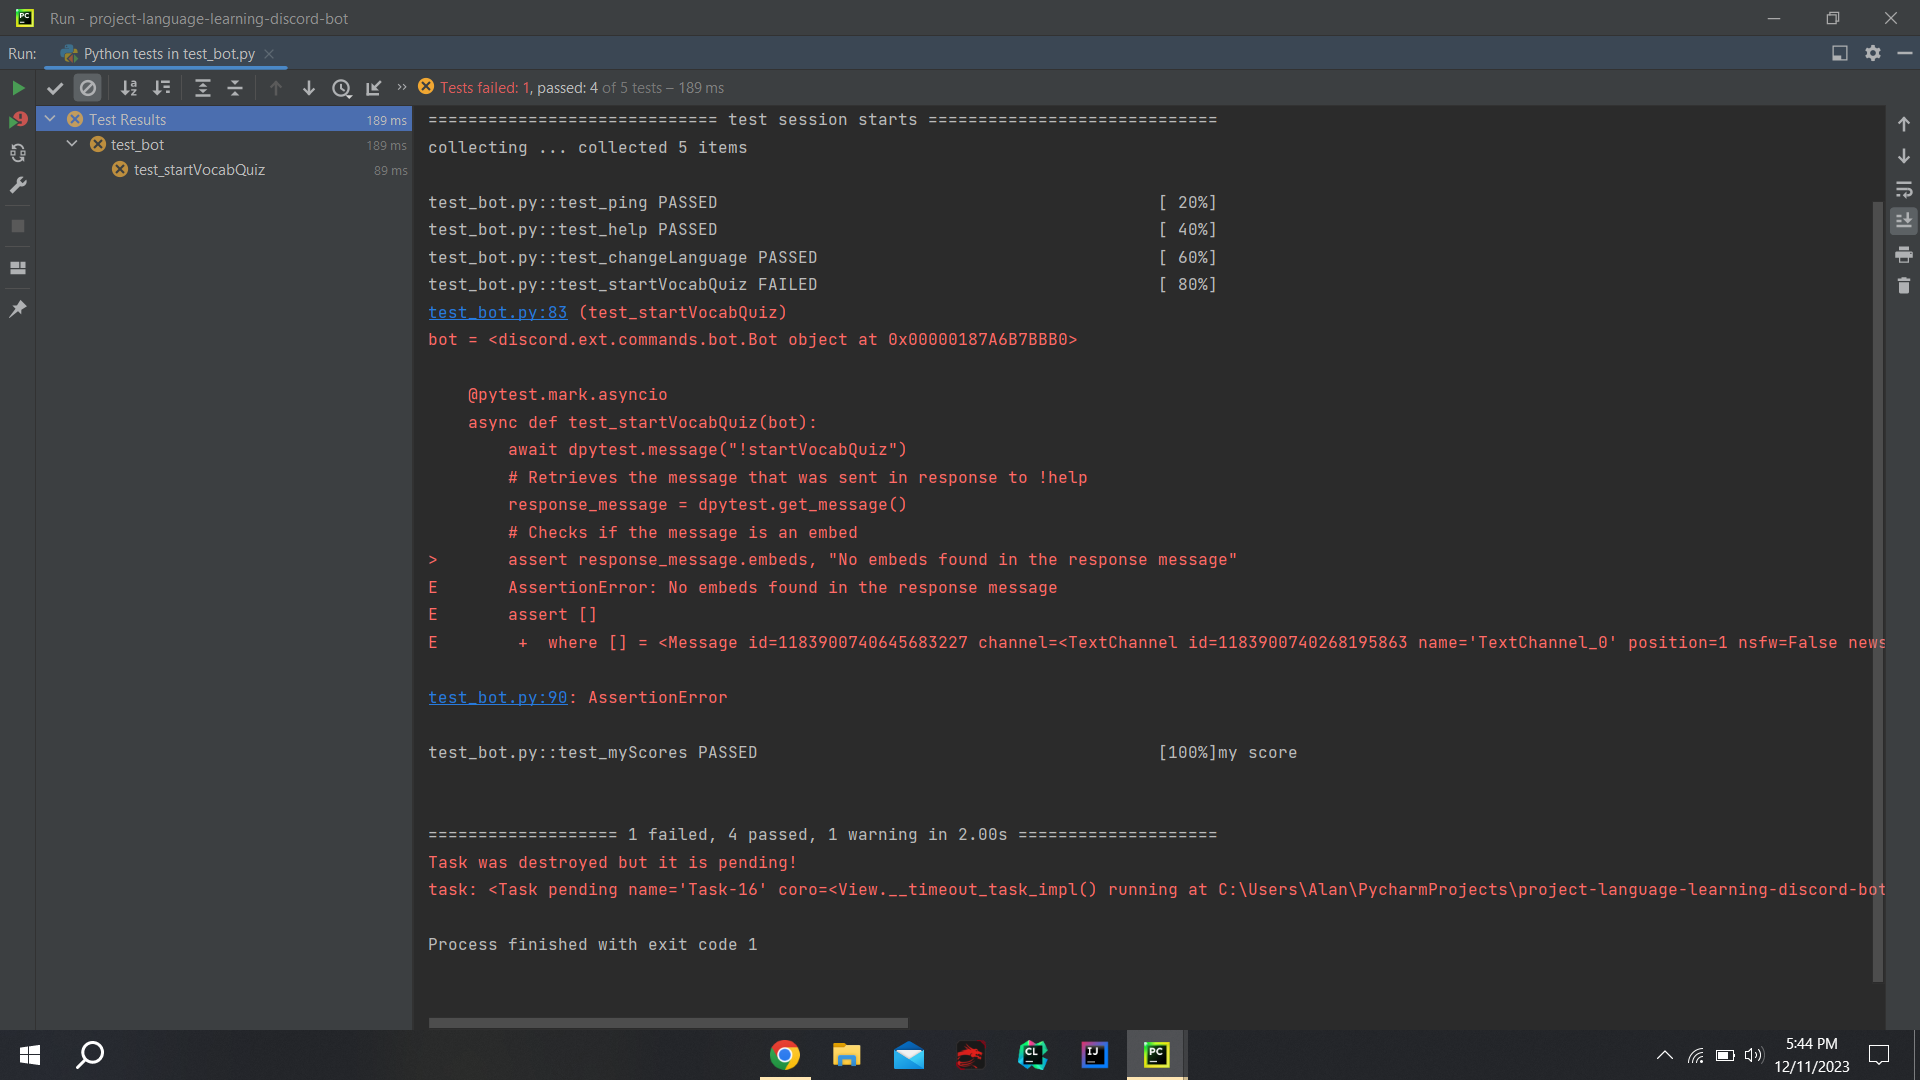 Run - project-language-learning-discord-bot
Run: Python tests in test_bot.py
Tests failed: 1, passed: 4 of 5 tests – 189 ms
Test Results 189 ms
test_bot 189 ms
test_startVocabQuiz 89 ms
============================= test session starts =============================
collecting ... collected 5 items
test_bot.py::test_ping PASSED [ 20%]
test_bot.py::test_help PASSED [ 40%]
test_bot.py::test_changeLanguage PASSED [ 60%]
test_bot.py::test_startVocabQuiz FAILED [ 80%]
test_bot.py:83 (test_startVocabQuiz)
bot = <discord.ext.commands.bot.Bot object at 0x00000187A6B7BBB0>
@pytest.mark.asyncio
async def test_startVocabQuiz(bot):
await dpytest.message("!startVocabQuiz")
# Retrieves the message that was sent in response to !help
response_message = dpytest.get_message()
# Checks if the message is an embed
> assert response_message.embeds, "No embeds found in the response message"
E AssertionError: No embeds found in the response message
E assert []
E + where [] = <Message id=1183900740645683227 channel=<TextChannel id=1183900740268195863 name='TextChannel_0' position=1 nsfw=False news
test_bot.py:90: AssertionError
test_bot.py::test_myScores PASSED [100%]my score
=================== 1 failed, 4 passed, 1 warning in 2.00s ====================
Task was destroyed but it is pending!
task: <Task pending name='Task-16' coro=<View.__timeout_task_impl() running at C:\Users\Alan\PycharmProjects\project-language-learning-discord-bot
Process finished with exit code 1
5:44 PM
12/11/2023